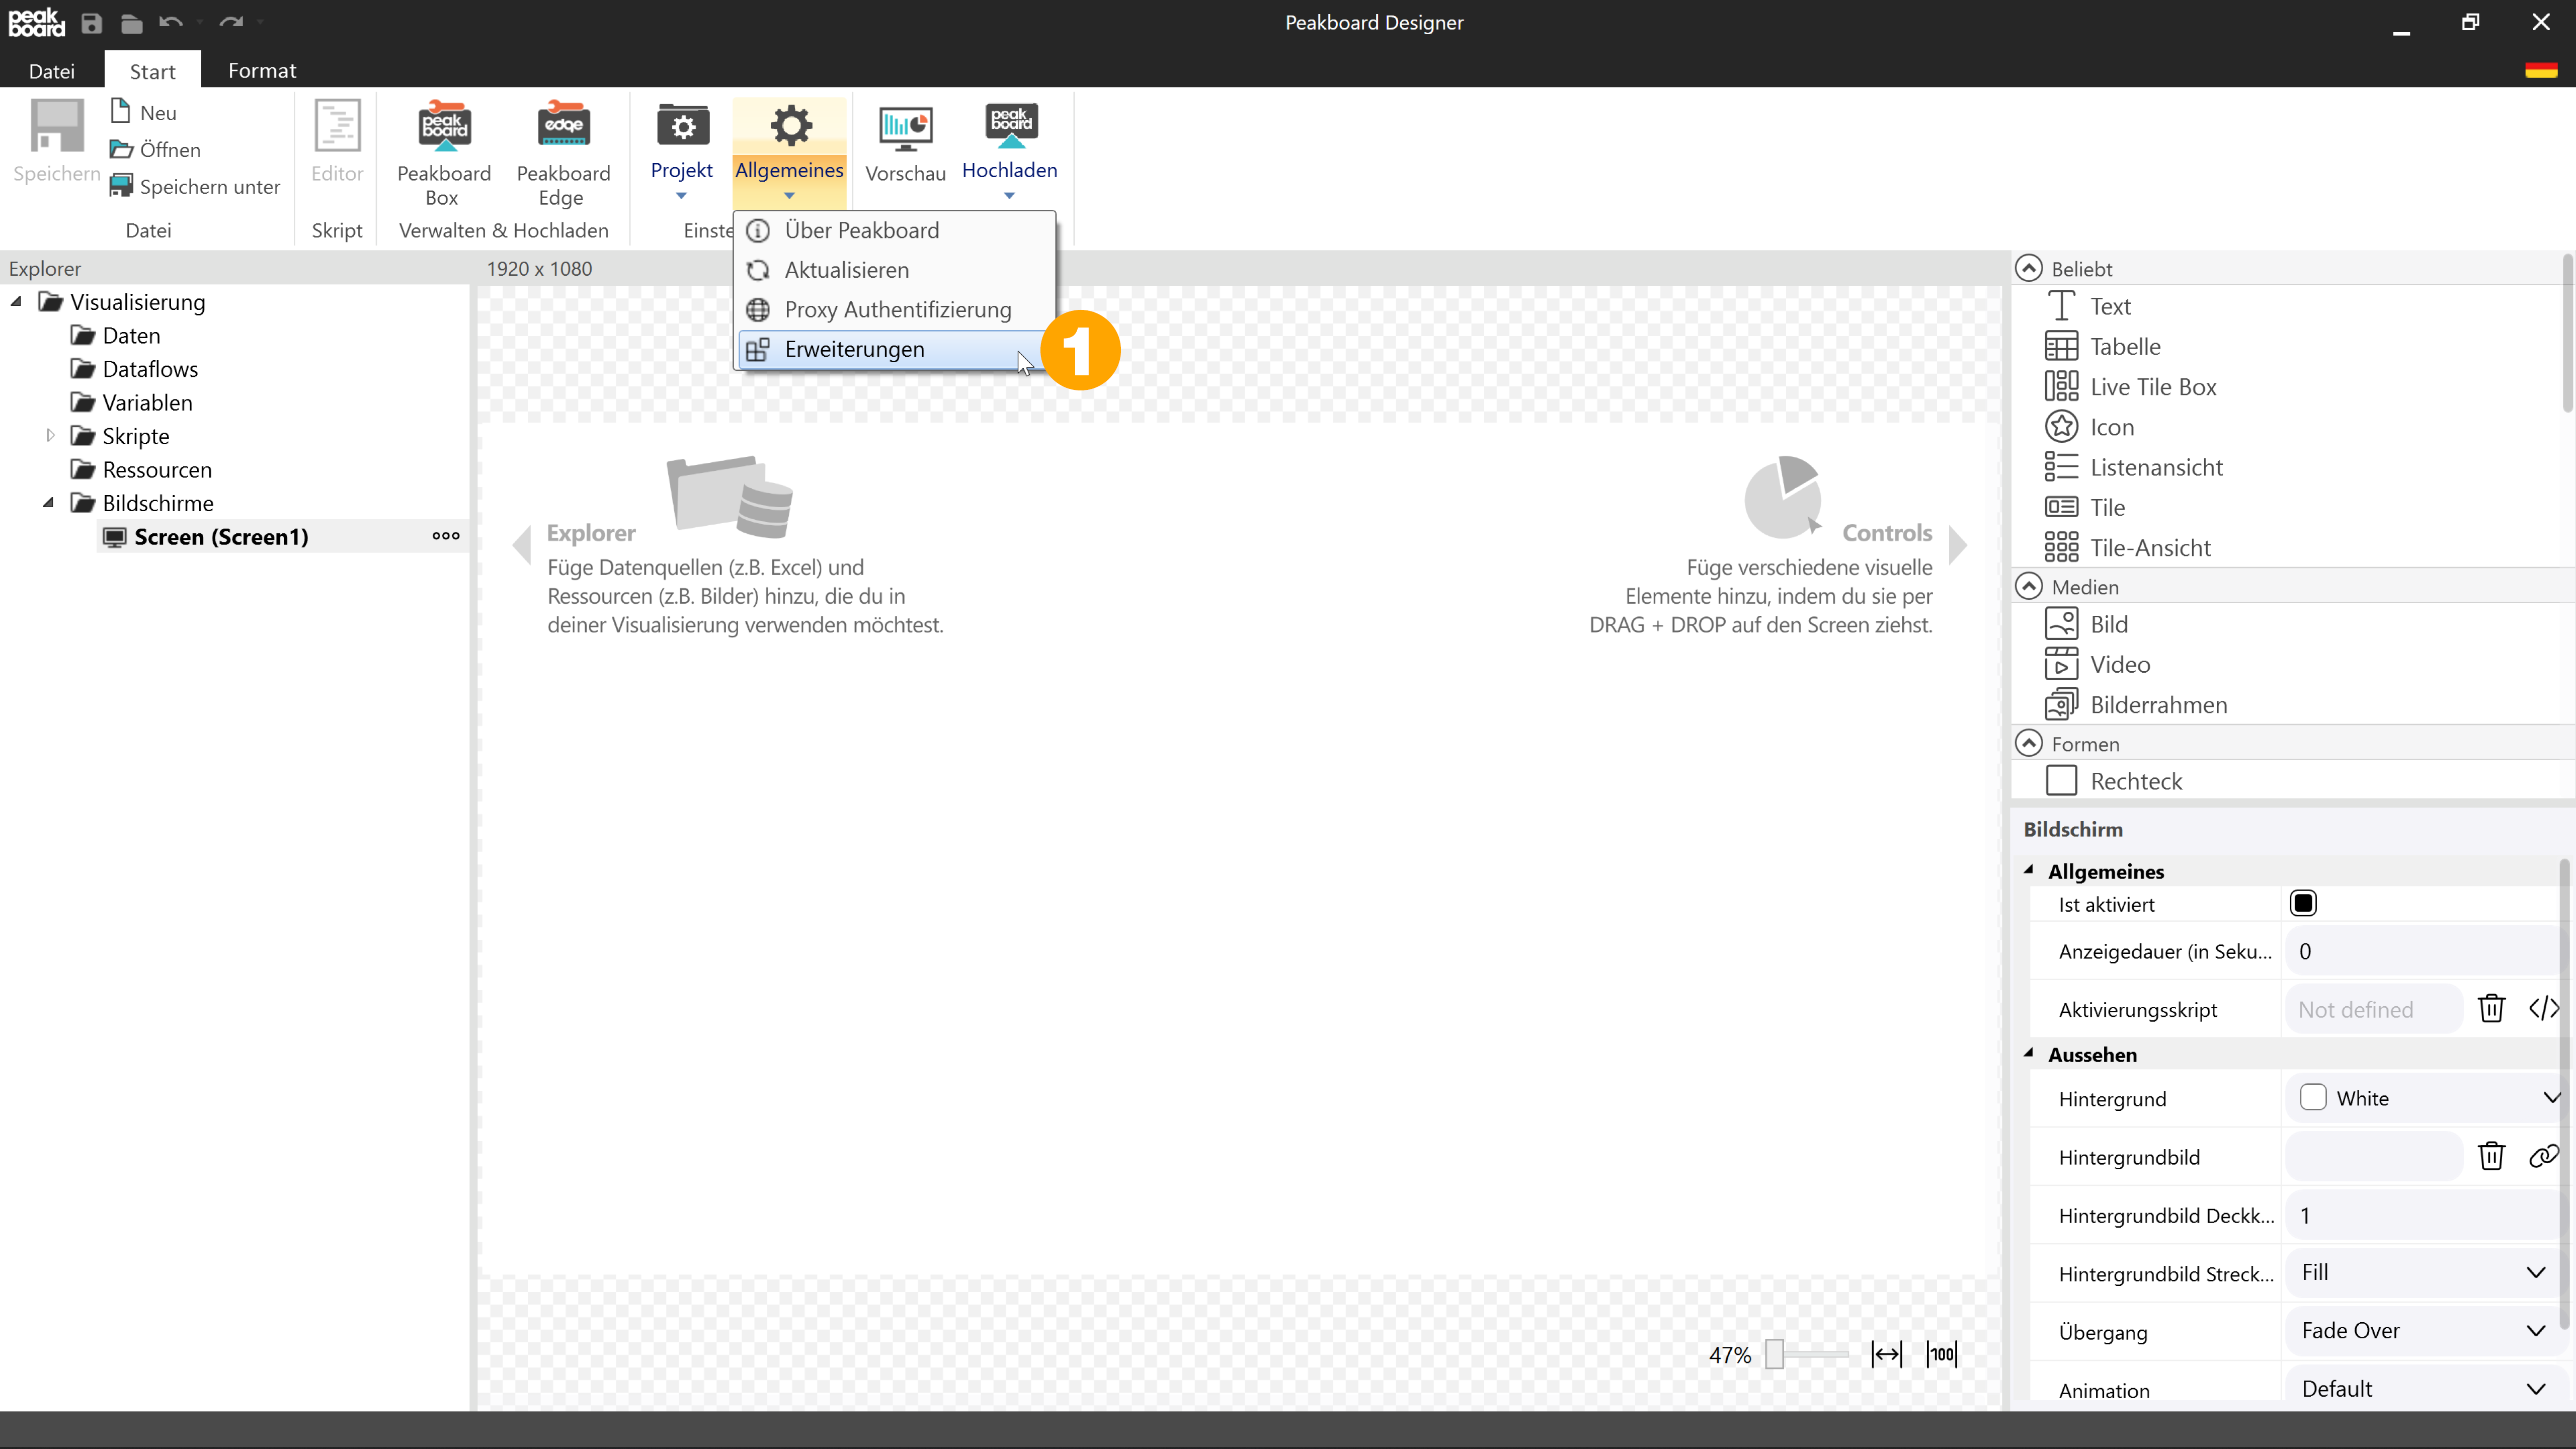 peak
board
Peakboard Designer
Datei
Start
Format
Speichern
Neu
Öffnen
Speichern unter
Datei
Editor
Skript
peak
board
Peakboard
Box
edge
Peakboard
Edge
Verwalten & Hochladen
Projekt
Allgemeines
Einste
Vorschau
peak
board
Hochladen
Über Peakboard
Aktualisieren
Proxy Authentifizierung
Erweiterungen
1
Explorer
Visualisierung
Daten
Dataflows
Variablen
Skripte
Ressourcen
Bildschirme
Screen (Screen1)
1920 x 1080
Explorer
Füge Datenquellen (z.B. Excel) und
Ressourcen (z.B. Bilder) hinzu, die du in
deiner Visualisierung verwenden möchtest.
Controls
Füge verschiedene visuelle
Elemente hinzu, indem du sie per
DRAG + DROP auf den Screen ziehst.
47%
100
Beliebt
Text
Tabelle
Live Tile Box
Icon
Listenansicht
Tile
Tile-Ansicht
Medien
Bild
Video
Bilderrahmen
Formen
Rechteck
Bildschirm
Allgemeines
Ist aktiviert
Anzeigedauer (in Seku... 0
Aktivierungsskript Not defined
Aussehen
Hintergrund White
Hintergrundbild
Hintergrundbild Deckk... 1
Hintergrundbild Streck... Fill
Übergang Fade Over
Animation Default